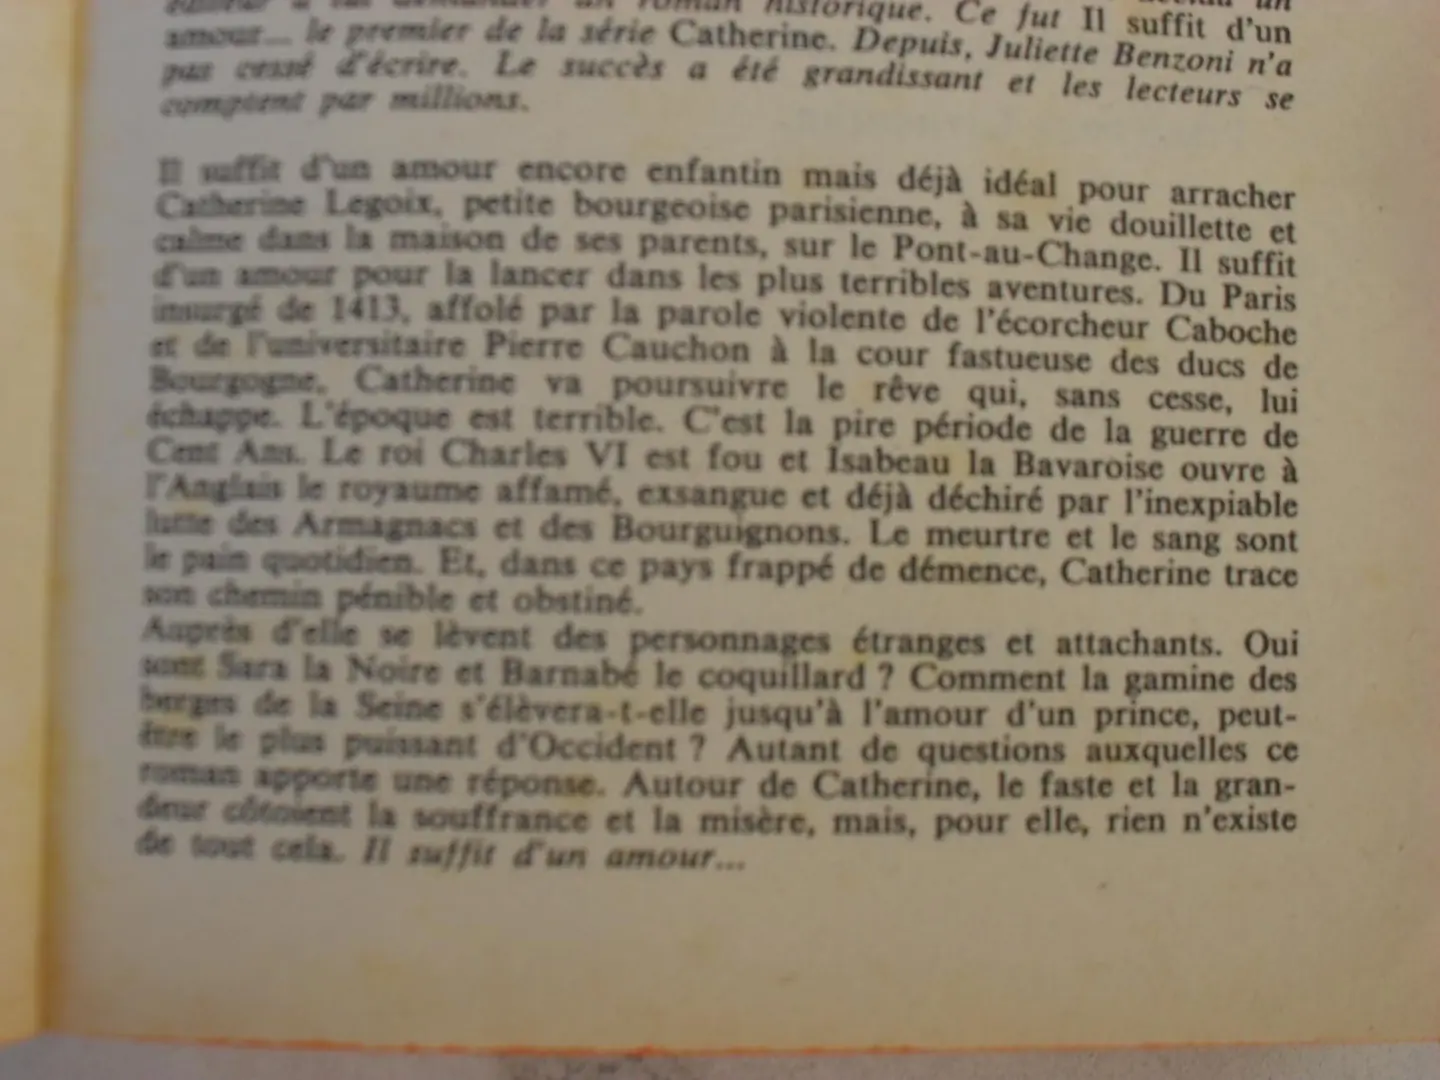 un roman historique. Ce fut Il suffit d'un
amour... le premier de la série Catherine. Depuis, Juliette Benzoni n'a
pas cessé d'écrire. Le succès a été grandissant et les lecteurs se
comptent par millions.
Il suffit d'un amour encore enfantin mais déjà idéal pour arracher
Catherine Legoix, petite bourgeoise parisienne, à sa vie douillette et
calme dans la maison de ses parents, sur le Pont-au-Change. Il suffit
d'un amour pour la lancer dans les plus terribles aventures. Du Paris
insurgé de 1413, affolé par la parole violente de l'écorcheur Caboche
et de l'universitaire Pierre Cauchon à la cour fastueuse des ducs de
Bourgogne, Catherine va poursuivre le rêve qui, sans cesse, lui
échappe. L'époque est terrible. C'est la pire période de la guerre de
Cent Ans. Le roi Charles VI est fou et Isabeau la Bavaroise ouvre à
l'Anglais le royaume affamé, exsangue et déjà déchiré par l'inexpiable
lutte des Armagnacs et des Bourguignons. Le meurtre et le sang sont
le pain quotidien. Et, dans ce pays frappé de démence, Catherine trace
son chemin pénible et obstiné.
Auprès d'elle se lèvent des personnages étranges et attachants. Qui
sont Sara la Noire et Barnabé le coquillard ? Comment la gamine des
berges de la Seine s'élèvera-t-elle jusqu'à l'amour d'un prince, peut-
être le plus puissant d'Occident ? Autant de questions auxquelles ce
roman apporte une réponse. Autour de Catherine, le faste et la gran-
deur côtoient la souffrance et la misère, mais, pour elle, rien n'existe
de tout cela. Il suffit d'un amour...